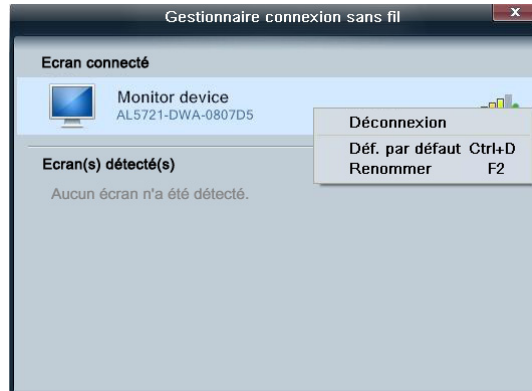 Gestionnaire connexion sans fil
x
Ecran connecté
Monitor device
AL5721-DWA-0807D5
Déconnexion
Déf. par défaut Ctrl+D
Renommer F2
Ecran(s) détecté(s)
Aucun écran n'a été détecté.